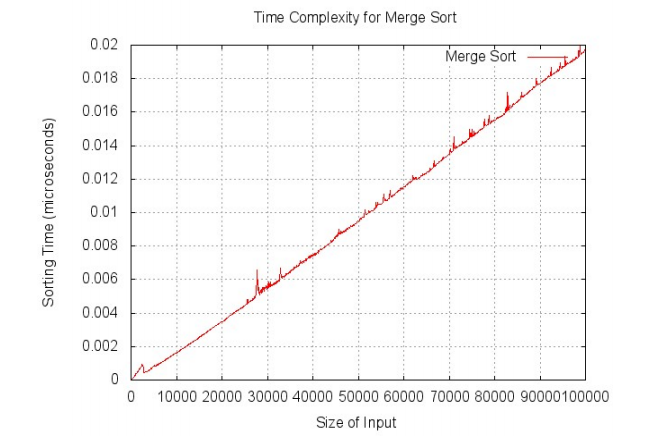 Time Complexity for Merge Sort
Merge Sort
Sorting Time (microseconds)
0.02
0.018
0.016
0.014
0.012
0.01
0.008
0.006
0.004
0.002
0
0 10000 20000 30000 40000 50000 60000 70000 80000 90000 100000
Size of Input